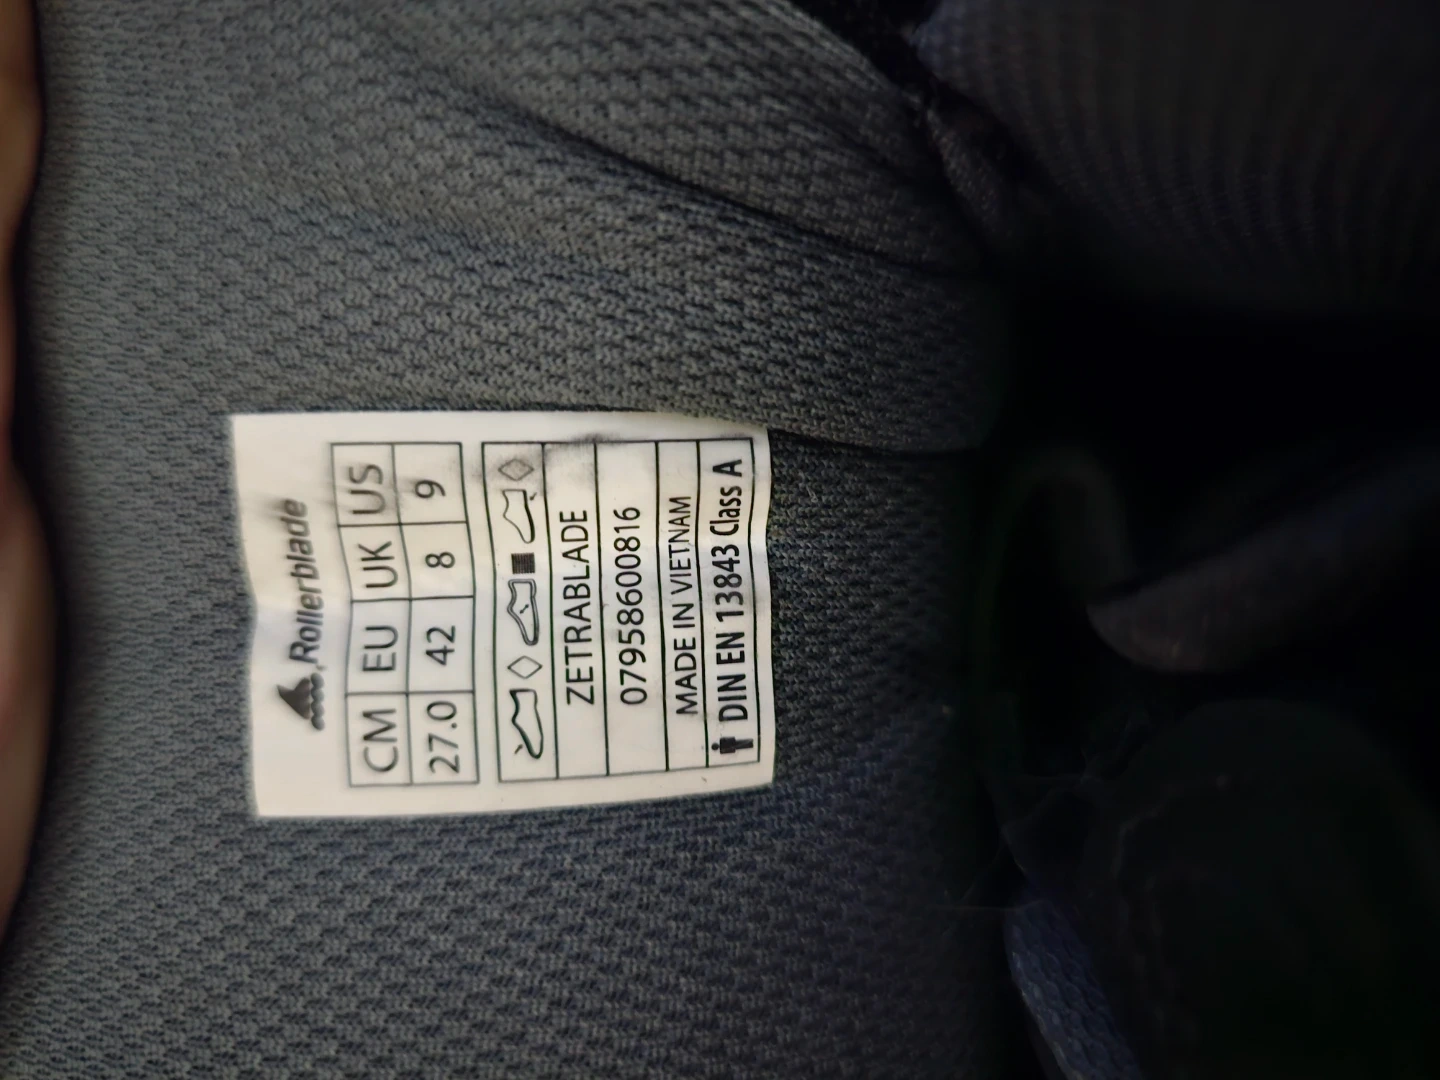 Rollerblade
CM EU UK US
27.0 42 8 9
ZETRABLADE
07958600816
MADE IN VIETNAM
DIN EN 13843 Class A